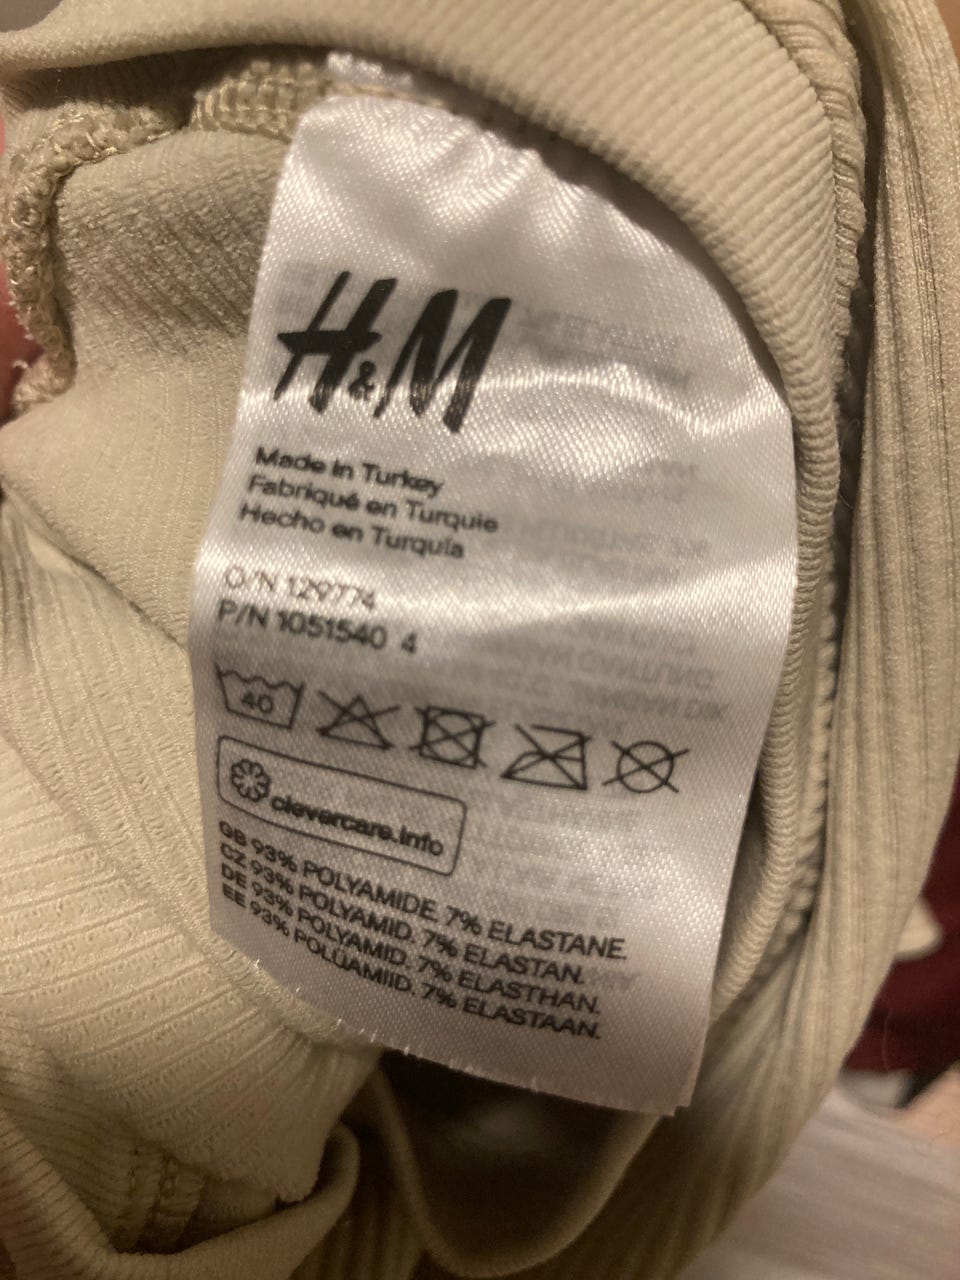 H&M
Made in Turkey
Fabriqué en Turquie
Hecho en Turquía
O/N 129774
P/N 1051540 4
40
clevercare.info
GB 93% POLYAMIDE. 7% ELASTANE.
CZ 93% POLYAMID. 7% ELASTAN.
DE 93% POLYAMID. 7% ELASTHAN.
EE 93% POLÜAMIID. 7% ELASTAAN.